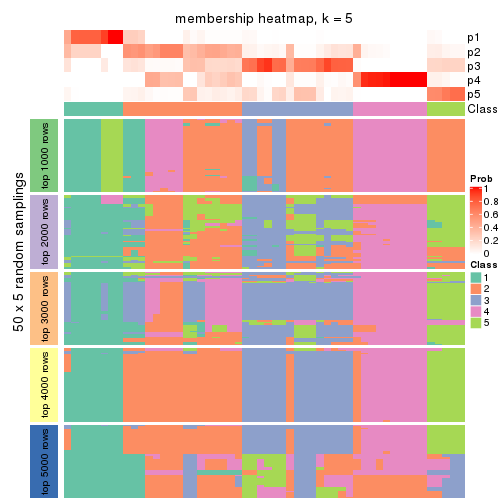 membership heatmap, k = 5
p1
p2
p3
p4
p5
Class
50 x 5 random samplings
top 1000 rows
top 2000 rows
top 3000 rows
top 4000 rows
top 5000 rows
Prob
1
0.8
0.6
0.4
0.2
0
Class
1
2
3
4
5